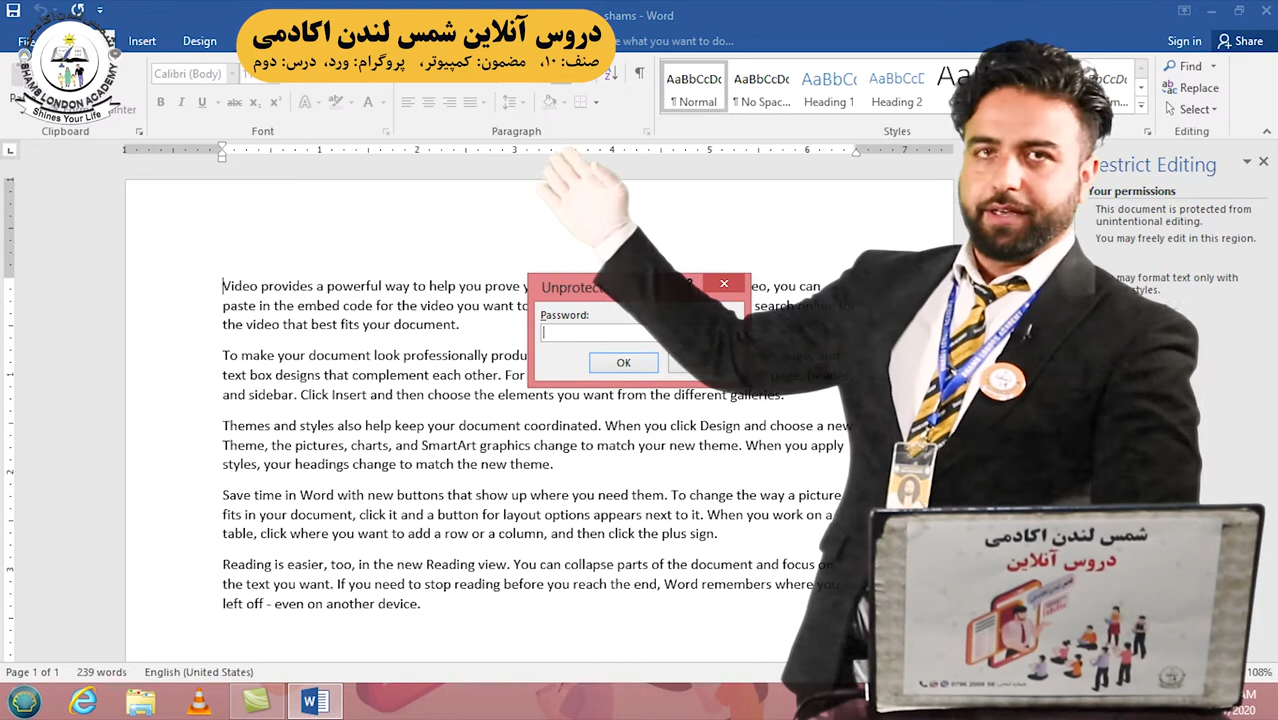 shams - Word
دروس آنلاین شمس لندن اکادمی
صنف: ۱۰، مضمون: کمپیوتر، پروگرام: ورد، درس: دوم
SHAMS LONDON ACADEMY
Shines Your Life
Insert Design
what you want to do...
Sign in Share
Calibri (Body)
AaBbCcDc AaBbCcDc AaBbCc AaBbCcD
¶ Normal ¶ No Spac... Heading 1 Heading 2
Find
Replace
Select
Clipboard Font Paragraph Styles Editing
1 1 2 3 4 5 6 7
estrict Editing
Your permissions
This document is protected from
unintentional editing.
You may freely edit in this region.
may format text only with
styles.
Video provides a powerful way to help you prove
eo, you can
paste in the embed code for the video you want to
search
the video that best fits your document.
Unprotec
Password:
OK
To make your document look professionally produ
text box designs that complement each other. For
header,
and sidebar. Click Insert and then choose the elements you want from the different galleries.
Themes and styles also help keep your document coordinated. When you click Design and choose a new
Theme, the pictures, charts, and SmartArt graphics change to match your new theme. When you apply
styles, your headings change to match the new theme.
Save time in Word with new buttons that show up where you need them. To change the way a picture
fits in your document, click it and a button for layout options appears next to it. When you work on a
table, click where you want to add a row or a column, and then click the plus sign.
Reading is easier, too, in the new Reading view. You can collapse parts of the document and focus on
the text you want. If you need to stop reading before you reach the end, Word remembers where you
left off - even on another device.
شمس لندن اکادمی
دروس آنلاین
Page 1 of 1 239 words English (United States)
108%
AM
/2020